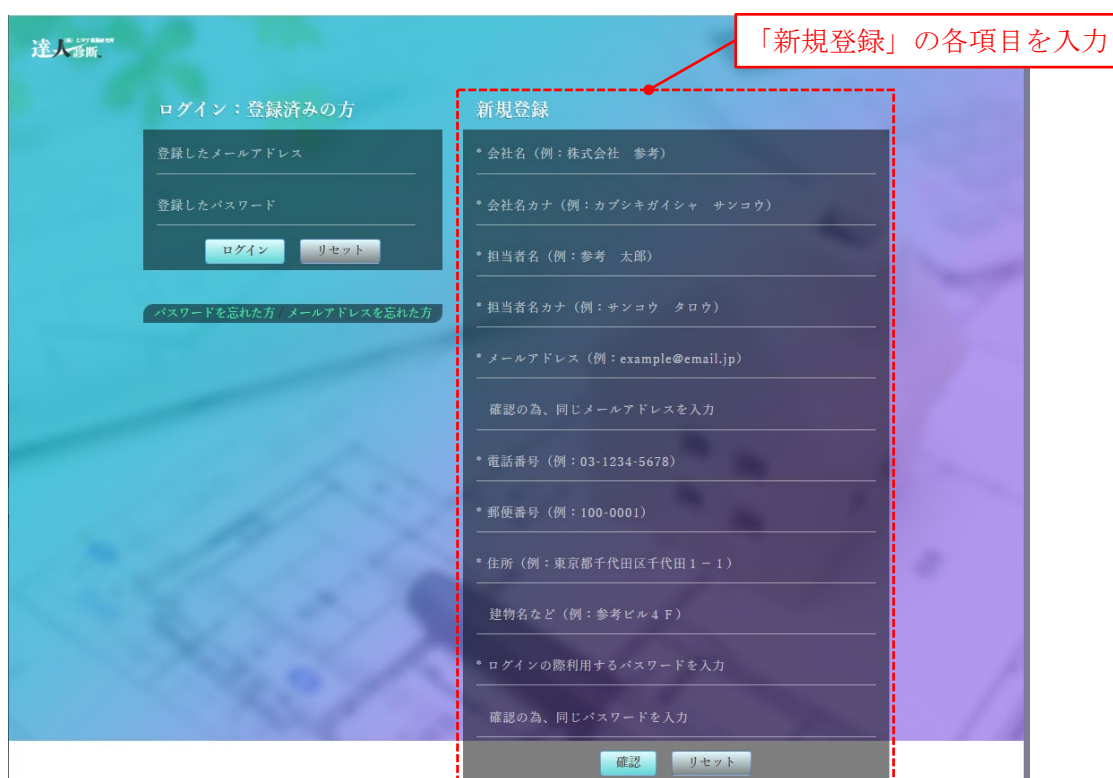 「新規登録」の各項目を入力
達人診断
ログイン：登録済みの方
登録したメールアドレス
登録したパスワード
ログイン リセット
パスワードを忘れた方 / メールアドレスを忘れた方
新規登録
* 会社名（例：株式会社　参考）
* 会社名カナ（例：カブシキガイシャ　サンコウ）
* 担当者名（例：参考　太郎）
* 担当者名カナ（例：サンコウ　タロウ）
* メールアドレス（例：example@email.jp）
確認の為、同じメールアドレスを入力
* 電話番号（例：03-1234-5678）
* 郵便番号（例：100-0001）
* 住所（例：東京都千代田区千代田１－１）
建物名など（例：参考ビル４Ｆ）
* ログインの際利用するパスワードを入力
確認の為、同じパスワードを入力
確認 リセット